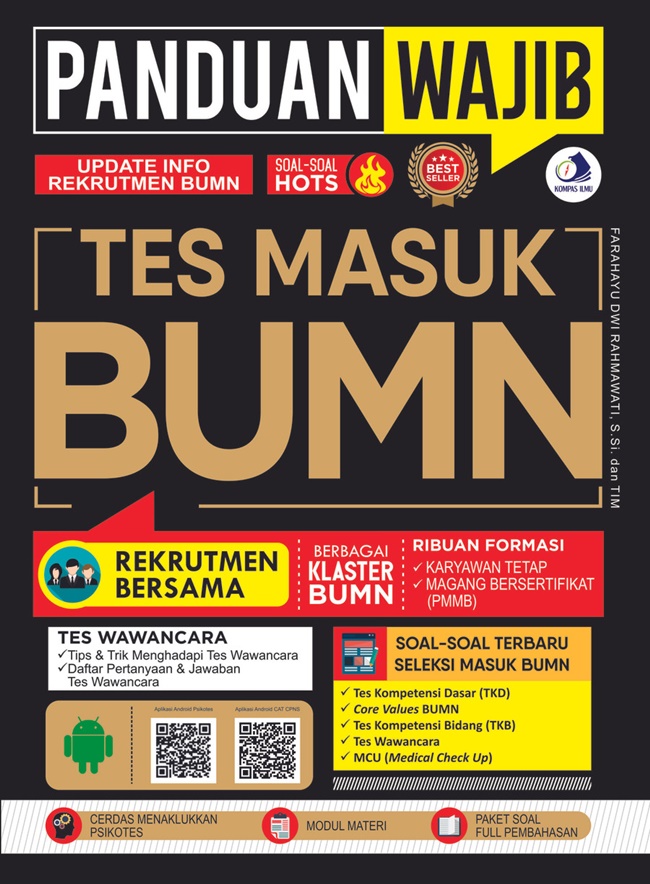 PANDUAN WAJIB
UPDATE INFO
REKRUTMEN BUMN
SOAL-SOAL
HOTS
BEST
SELLER
KOMPAS ILMU
TES MASUK
BUMN
FARAHAYU DWI RAHMAWATI, S.Si. dan TIM
REKRUTMEN
BERSAMA
BERBAGAI
KLASTER
BUMN
RIBUAN FORMASI
✓ KARYAWAN TETAP
✓ MAGANG BERSERTIFIKAT
(PMMB)
TES WAWANCARA
✓Tips & Trik Menghadapi Tes Wawancara
✓Daftar Pertanyaan & Jawaban
Tes Wawancara
SOAL-SOAL TERBARU
SELEKSI MASUK BUMN
✓ Tes Kompetensi Dasar (TKD)
✓ Core Values BUMN
✓ Tes Kompetensi Bidang (TKB)
✓ Tes Wawancara
✓ MCU (Medical Check Up)
Aplikasi Android Psikotes
Aplikasi Android CAT CPNS
CERDAS MENAKLUKKAN
PSIKOTES
MODUL MATERI
PAKET SOAL
FULL PEMBAHASAN